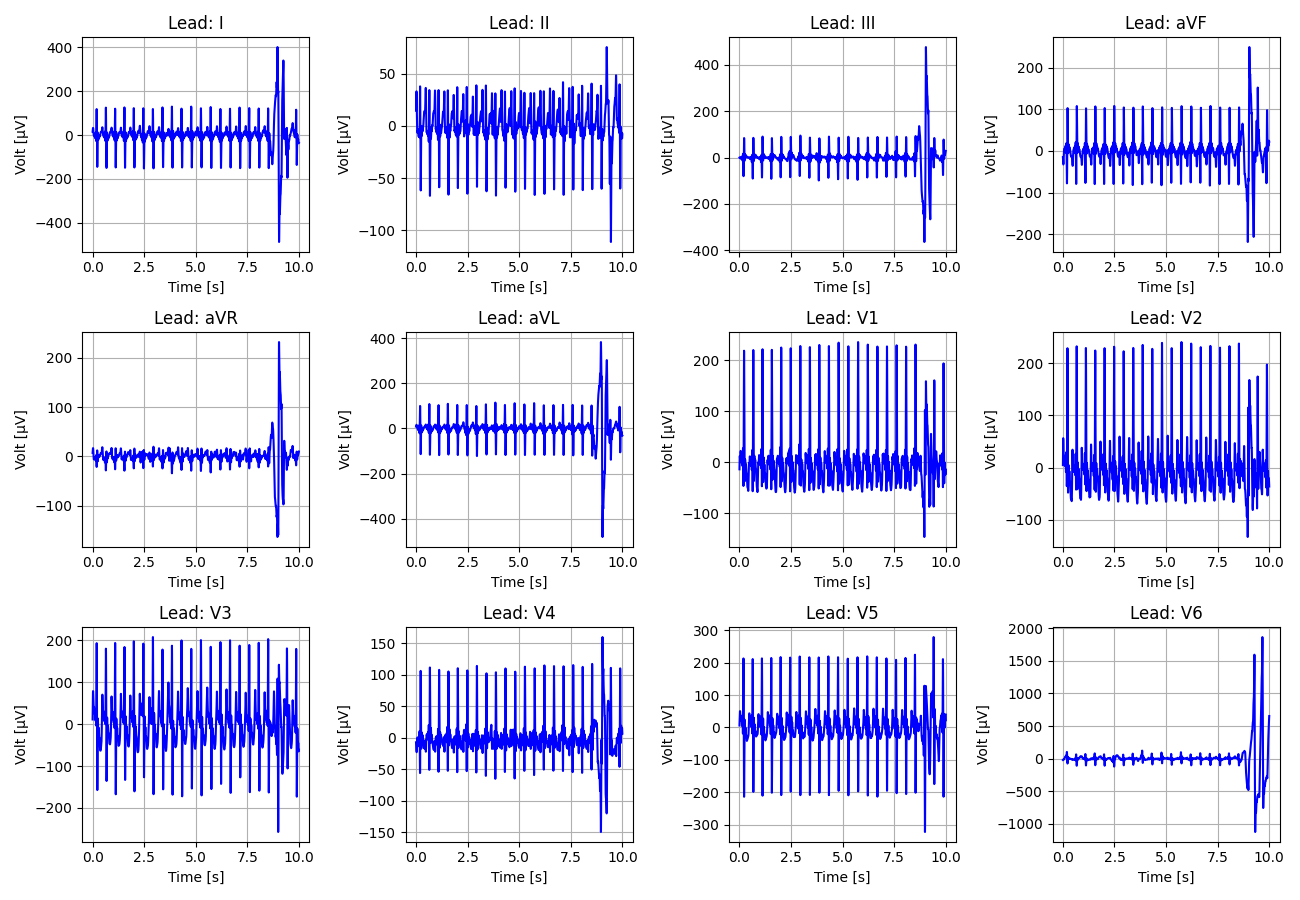 Lead: I
Volt [µV]
400
200
0
−200
−400
0.0 2.5 5.0 7.5 10.0
Time [s]
Lead: II
Volt [µV]
50
0
−50
−100
0.0 2.5 5.0 7.5 10.0
Time [s]
Lead: III
Volt [µV]
400
200
0
−200
−400
0.0 2.5 5.0 7.5 10.0
Time [s]
Lead: aVF
Volt [µV]
200
100
0
−100
−200
0.0 2.5 5.0 7.5 10.0
Time [s]
Lead: aVR
Volt [µV]
200
100
0
−100
0.0 2.5 5.0 7.5 10.0
Time [s]
Lead: aVL
Volt [µV]
400
200
0
−200
−400
0.0 2.5 5.0 7.5 10.0
Time [s]
Lead: V1
Volt [µV]
200
100
0
−100
0.0 2.5 5.0 7.5 10.0
Time [s]
Lead: V2
Volt [µV]
200
100
0
−100
0.0 2.5 5.0 7.5 10.0
Time [s]
Lead: V3
Volt [µV]
200
100
0
−100
−200
0.0 2.5 5.0 7.5 10.0
Time [s]
Lead: V4
Volt [µV]
150
100
50
0
−50
−100
−150
0.0 2.5 5.0 7.5 10.0
Time [s]
Lead: V5
Volt [µV]
300
200
100
0
−100
−200
−300
0.0 2.5 5.0 7.5 10.0
Time [s]
Lead: V6
Volt [µV]
2000
1500
1000
500
0
−500
−1000
0.0 2.5 5.0 7.5 10.0
Time [s]